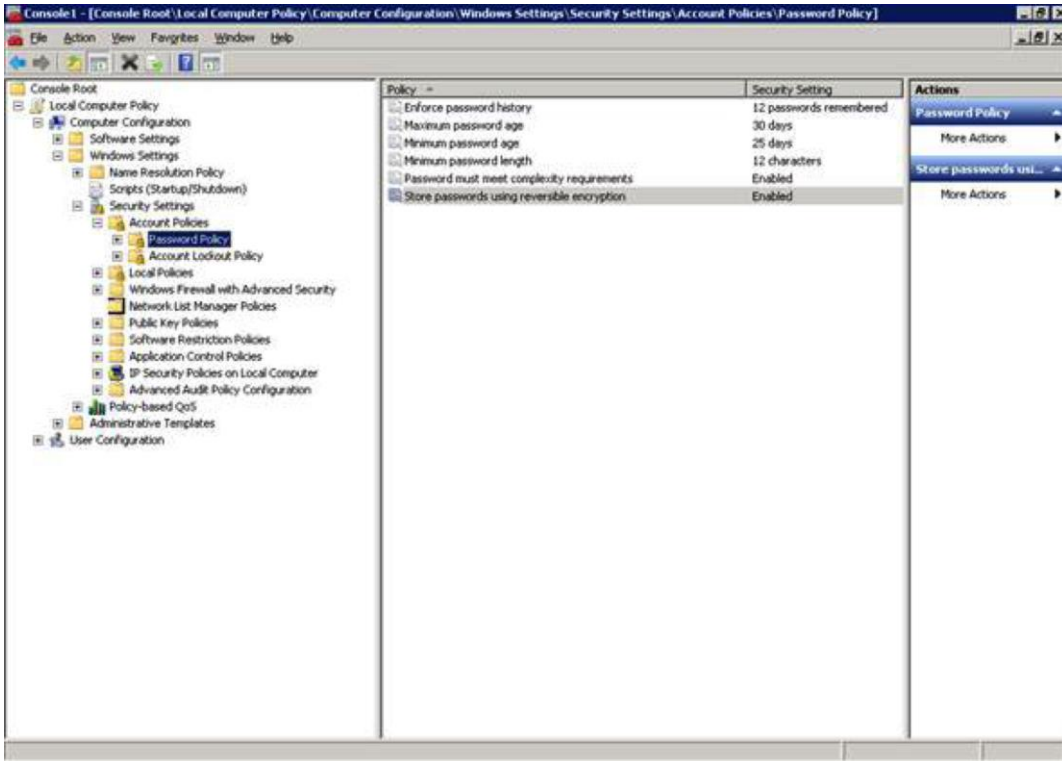 Console1 - [Console Root\Local Computer Policy\Computer Configuration\Windows Settings\Security Settings\Account Policies\Password Policy]
File Action View Favorites Window Help
Console Root
Local Computer Policy
Computer Configuration
Software Settings
Windows Settings
Name Resolution Policy
Scripts (Startup/Shutdown)
Security Settings
Account Policies
Password Policy
Account Lockout Policy
Local Policies
Windows Firewall with Advanced Security
Network List Manager Policies
Public Key Policies
Software Restriction Policies
Application Control Policies
IP Security Policies on Local Computer
Advanced Audit Policy Configuration
Policy-based QoS
Administrative Templates
User Configuration
Policy Security Setting
Enforce password history 12 passwords remembered
Maximum password age 30 days
Minimum password age 25 days
Minimum password length 12 characters
Password must meet complexity requirements Enabled
Store passwords using reversible encryption Enabled
Actions
Password Policy
More Actions
Store passwords usi...
More Actions